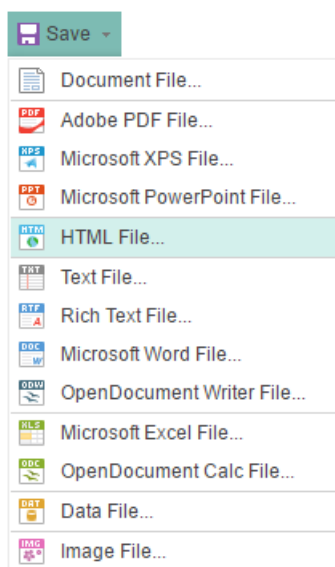 Save
Document File...
PDF
Adobe PDF File...
XPS
Microsoft XPS File...
PPT
Microsoft PowerPoint File...
HTM
HTML File...
TXT
Text File...
RTF
Rich Text File...
DOC
Microsoft Word File...
ODW
OpenDocument Writer File...
XLS
Microsoft Excel File...
ODC
OpenDocument Calc File...
DAT
Data File...
IMG
Image File...